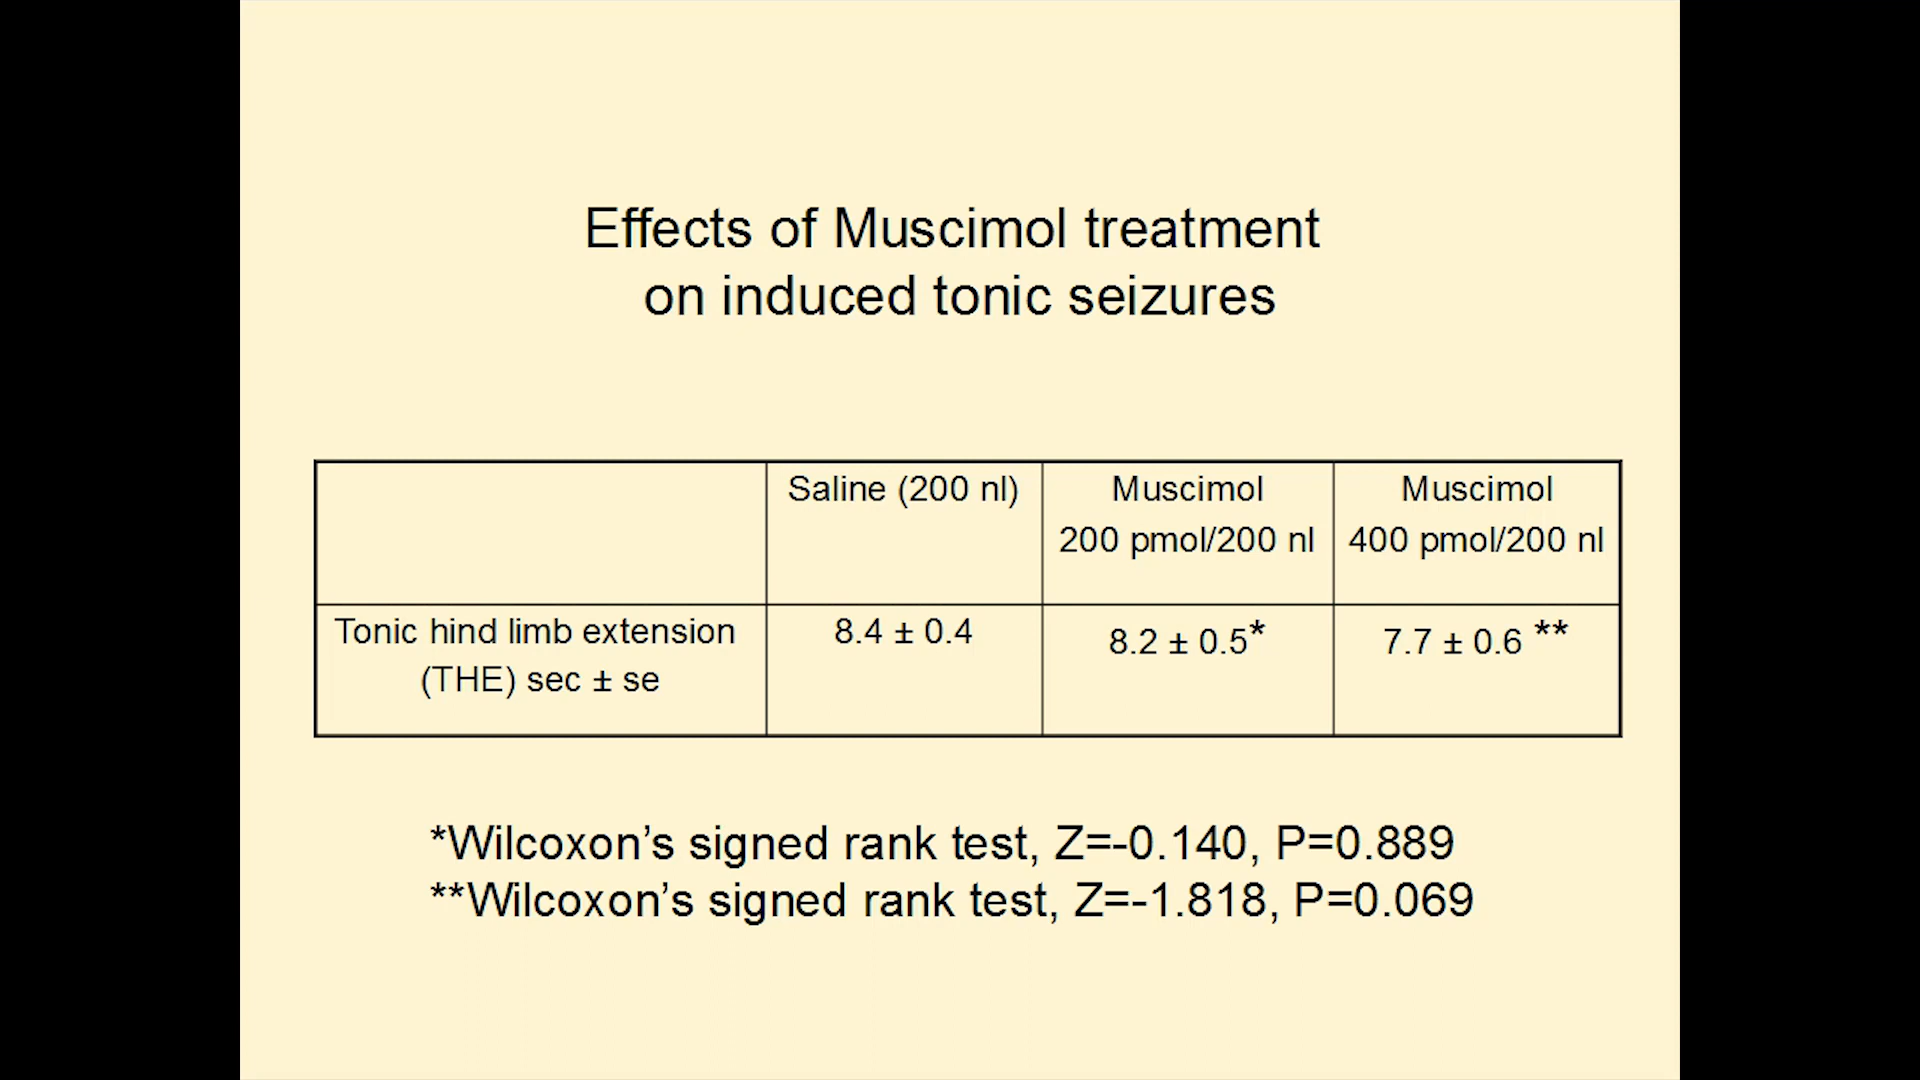 Effects of Muscimol treatment
on induced tonic seizures
Saline (200 nl)
Muscimol
200 pmol/200 nl
Muscimol
400 pmol/200 nl
Tonic hind limb extension
(THE) sec ± se
8.4 ± 0.4
8.2 ± 0.5*
7.7 ± 0.6 **
*Wilcoxon’s signed rank test, Z=-0.140, P=0.889
**Wilcoxon’s signed rank test, Z=-1.818, P=0.069